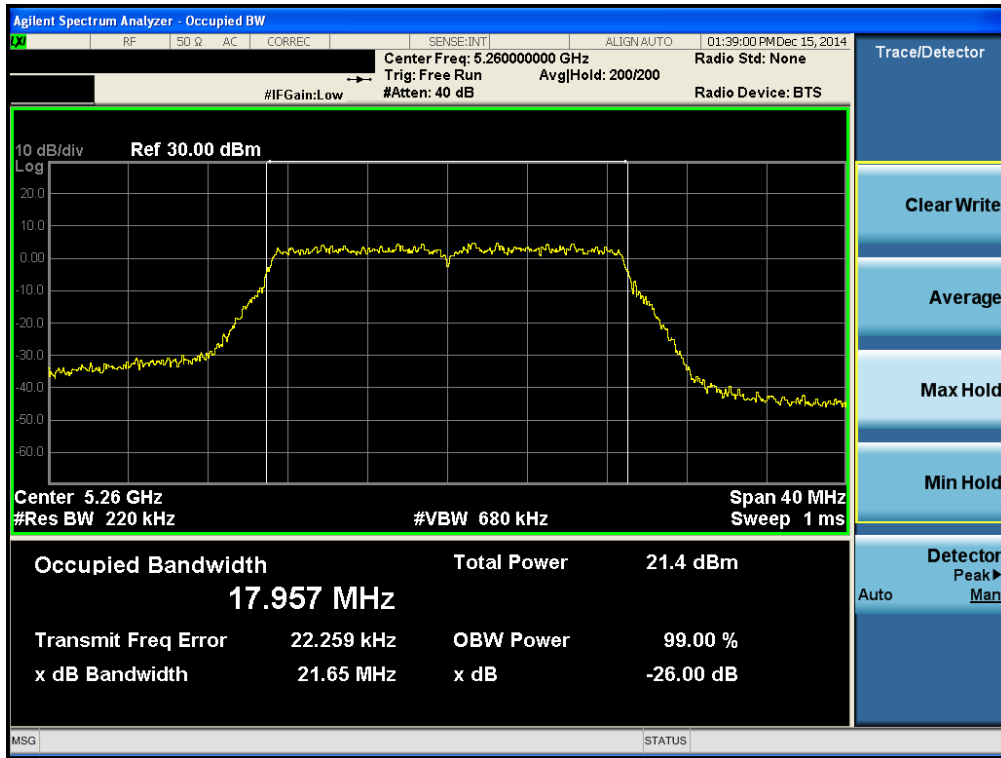 Agilent Spectrum Analyzer - Occupied BW
LXI RF 50 Ω AC CORREC SENSE:INT ALIGN AUTO 01:39:00 PM Dec 15, 2014
Center Freq: 5.260000000 GHz Radio Std: None
Trig: Free Run Avg|Hold: 200/200
#IFGain:Low #Atten: 40 dB Radio Device: BTS
10 dB/div Ref 30.00 dBm
Log
20.0
10.0
0.00
-10.0
-20.0
-30.0
-40.0
-50.0
-60.0
Center 5.26 GHz Span 40 MHz
#Res BW 220 kHz #VBW 680 kHz Sweep 1 ms
Occupied Bandwidth Total Power 21.4 dBm
17.957 MHz
Transmit Freq Error 22.259 kHz OBW Power 99.00 %
x dB Bandwidth 21.65 MHz x dB -26.00 dB
MSG STATUS
Trace/Detector
Clear Write
Average
Max Hold
Min Hold
Detector
Peak▶
Auto Man